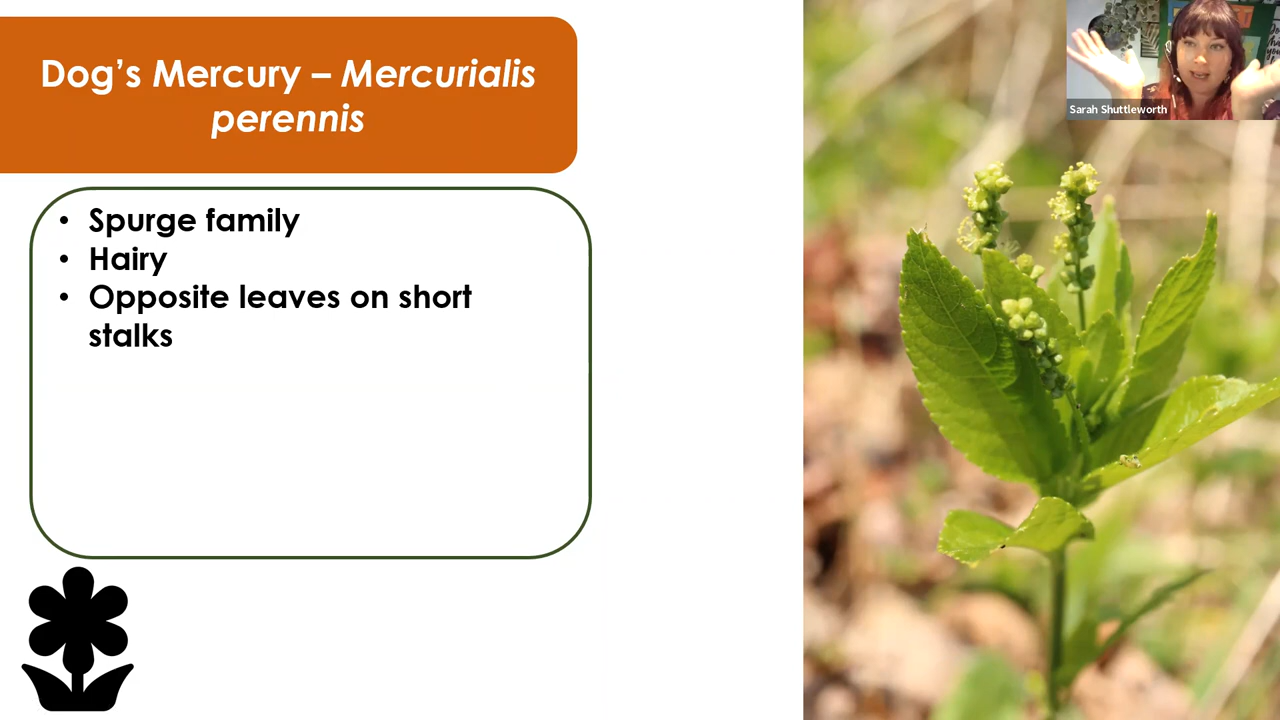 Dog’s Mercury – Mercurialis
perennis
• Spurge family
• Hairy
• Opposite leaves on short
stalks
Sarah Shuttleworth